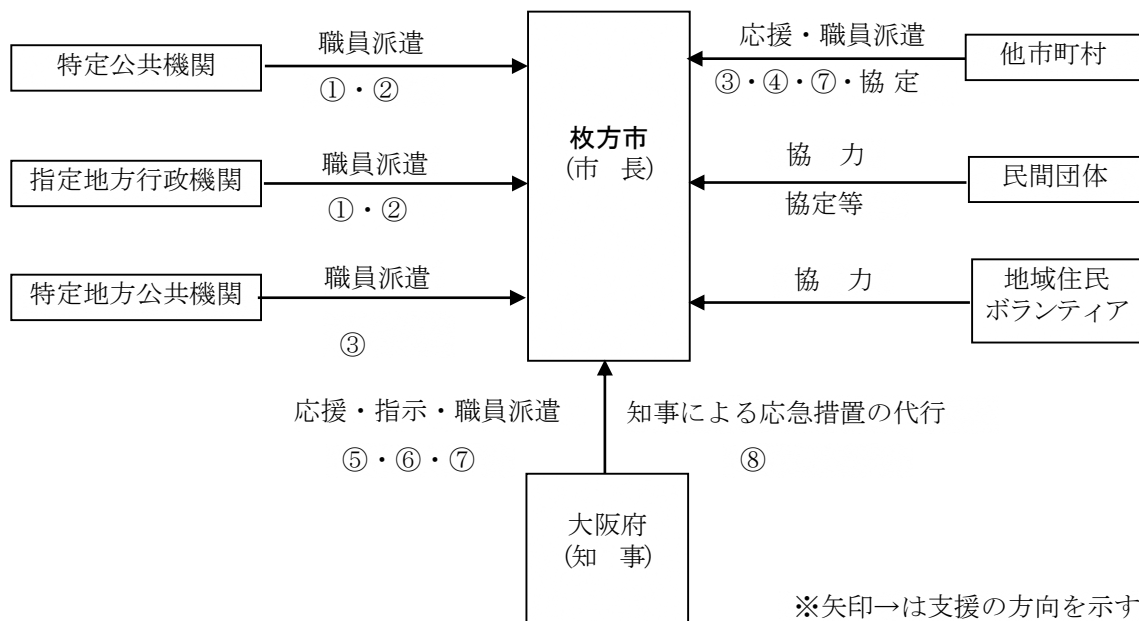 特定公共機関
職員派遣
①・②
指定地方行政機関
職員派遣
①・②
特定地方公共機関
職員派遣
③
枚方市
(市 長)
応援・職員派遣
③・④・⑦・協 定
他市町村
協 力
協定等
民間団体
協 力
地域住民
ボランティア
応援・指示・職員派遣
⑤・⑥・⑦
知事による応急措置の代行
⑧
大阪府
(知 事)
※矢印→は支援の方向を示す